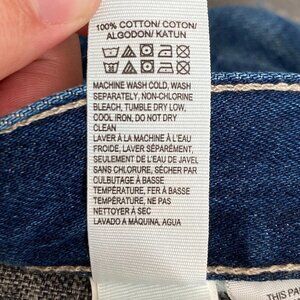 100% COTTON/ COTON/
ALGODON/ KATUN
MACHINE WASH COLD, WASH
SEPARATELY, NON-CHLORINE
BLEACH, TUMBLE DRY LOW,
COOL IRON, DO NOT DRY
CLEAN
LAVER À LA MACHINE À L'EAU
FROIDE, LAVER SÉPARÉMENT,
SEULEMENT DE L'EAU DE JAVEL
SANS CHLORURE, SÉCHER PAR
CULBUTAGE À BASSE
TEMPÉRATURE, FER À BASSE
TEMPÉRATURE, NE PAS
NETTOYER À SEC
LAVADO A MÁQUINA, AGUA
THIS PA